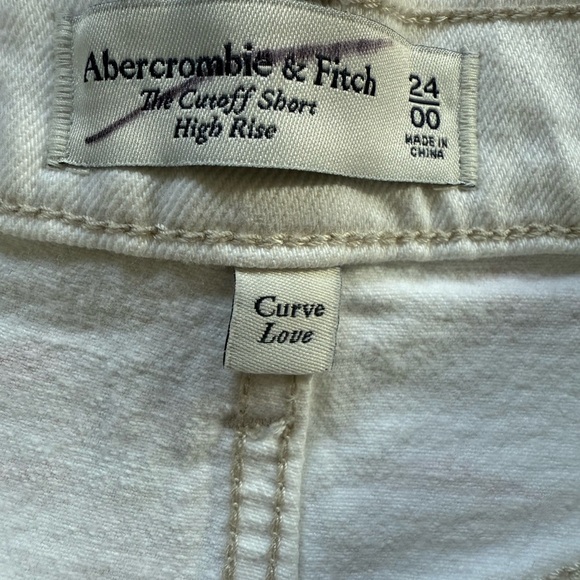 Abercrombie & Fitch
The Cutoff Short
High Rise
24
00
MADE IN
CHINA
Curve
Love